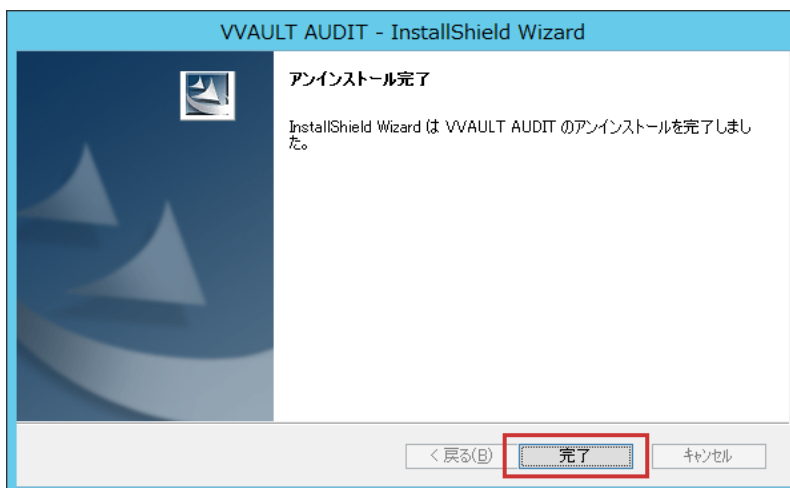 VVAULT AUDIT - InstallShield Wizard
アンインストール完了
InstallShield Wizard は VVAULT AUDIT のアンインストールを完了しまし
た。
< 戻る(B)
完了
キャンセル